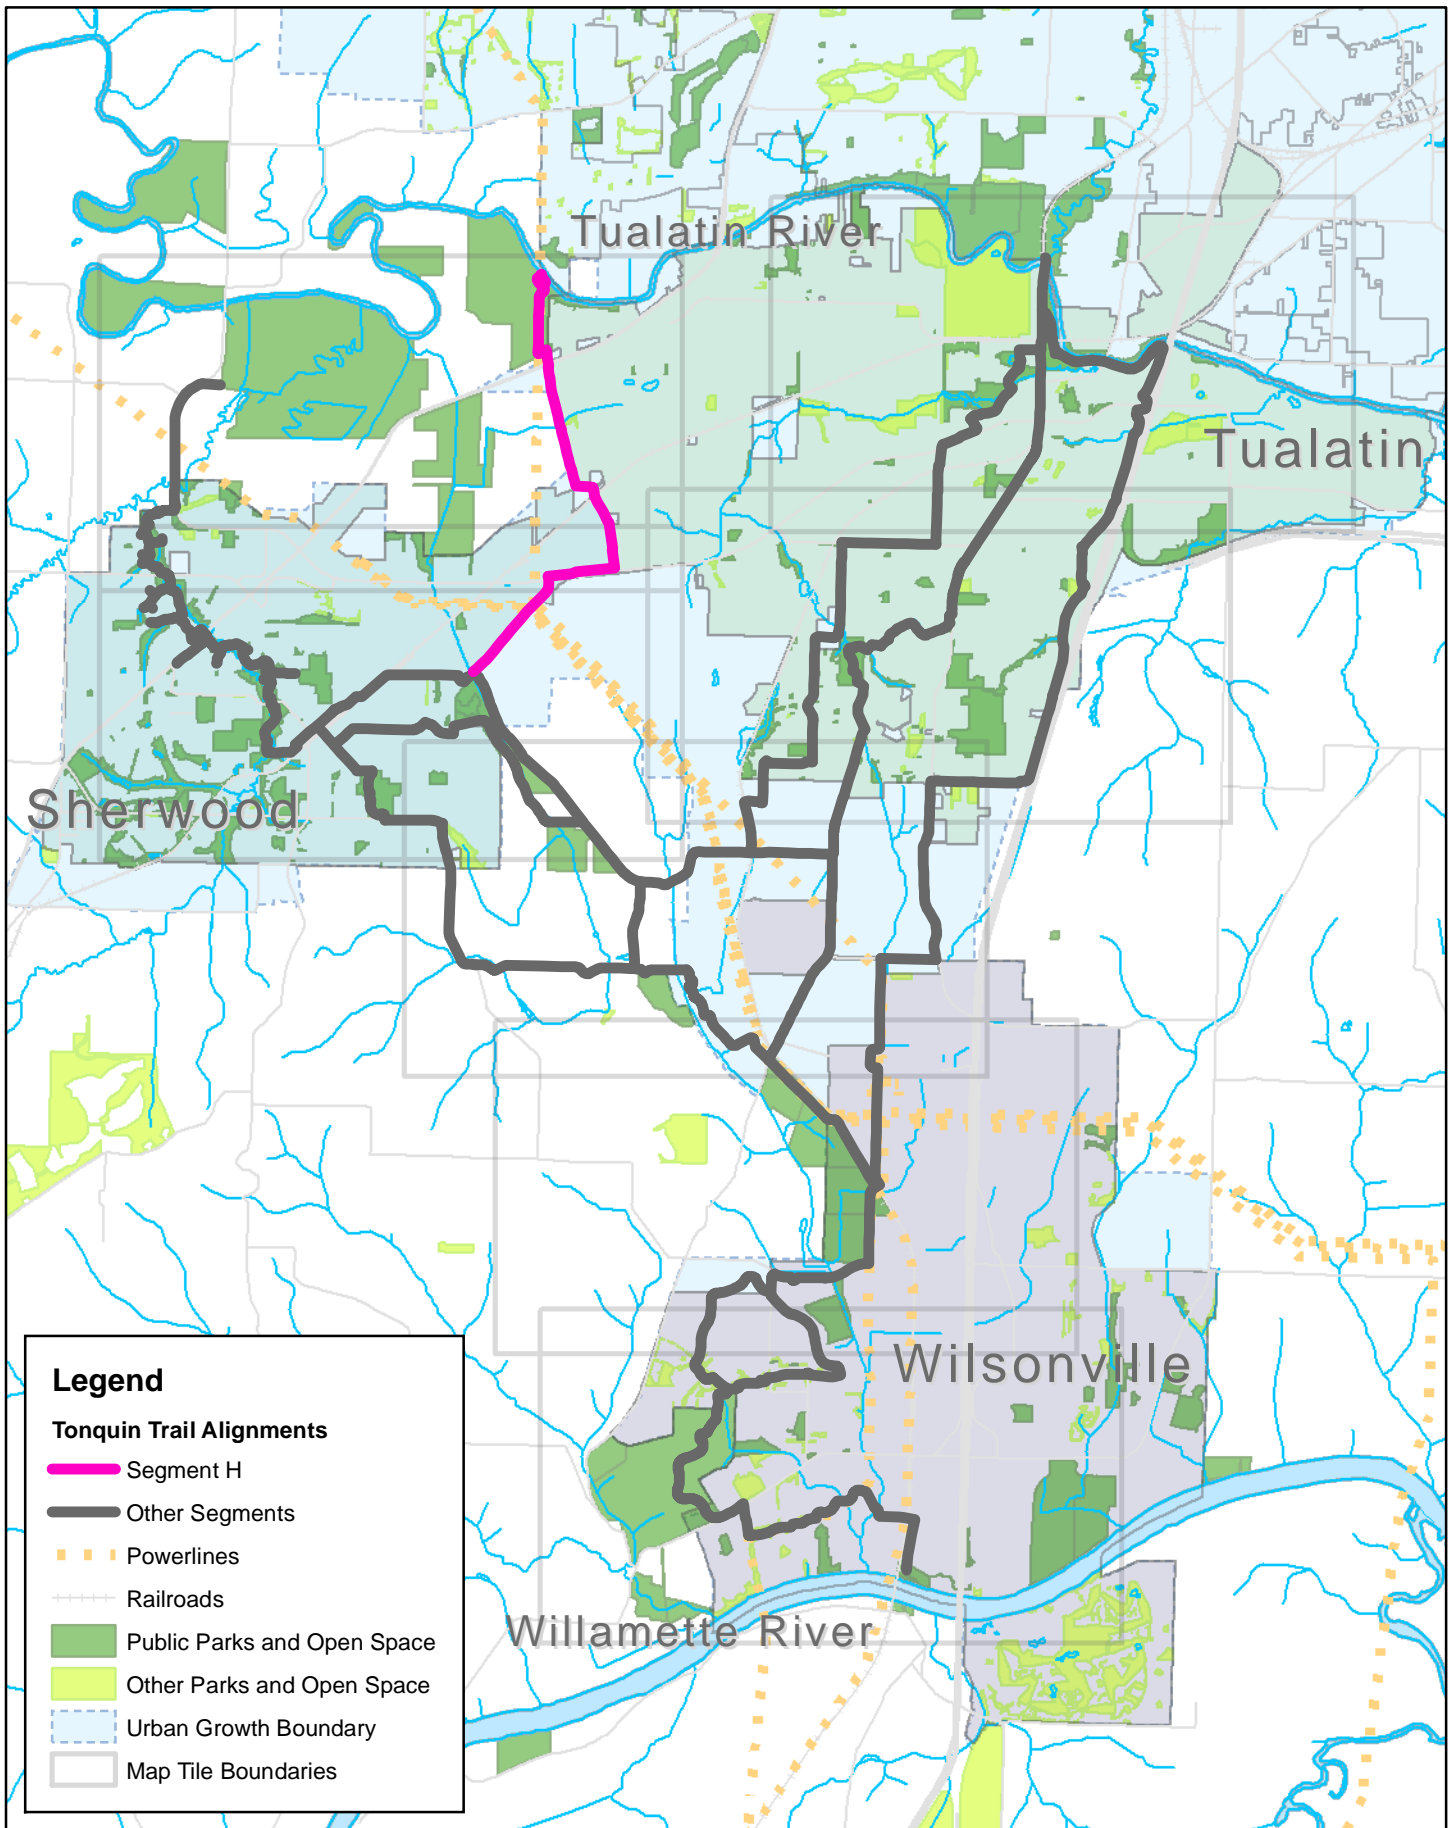 Tualatin River
Tualatin
Sherwood
Wilsonville
Willamette River
Legend
Tonquin Trail Alignments
Segment H
Other Segments
Powerlines
Railroads
Public Parks and Open Space
Other Parks and Open Space
Urban Growth Boundary
Map Tile Boundaries